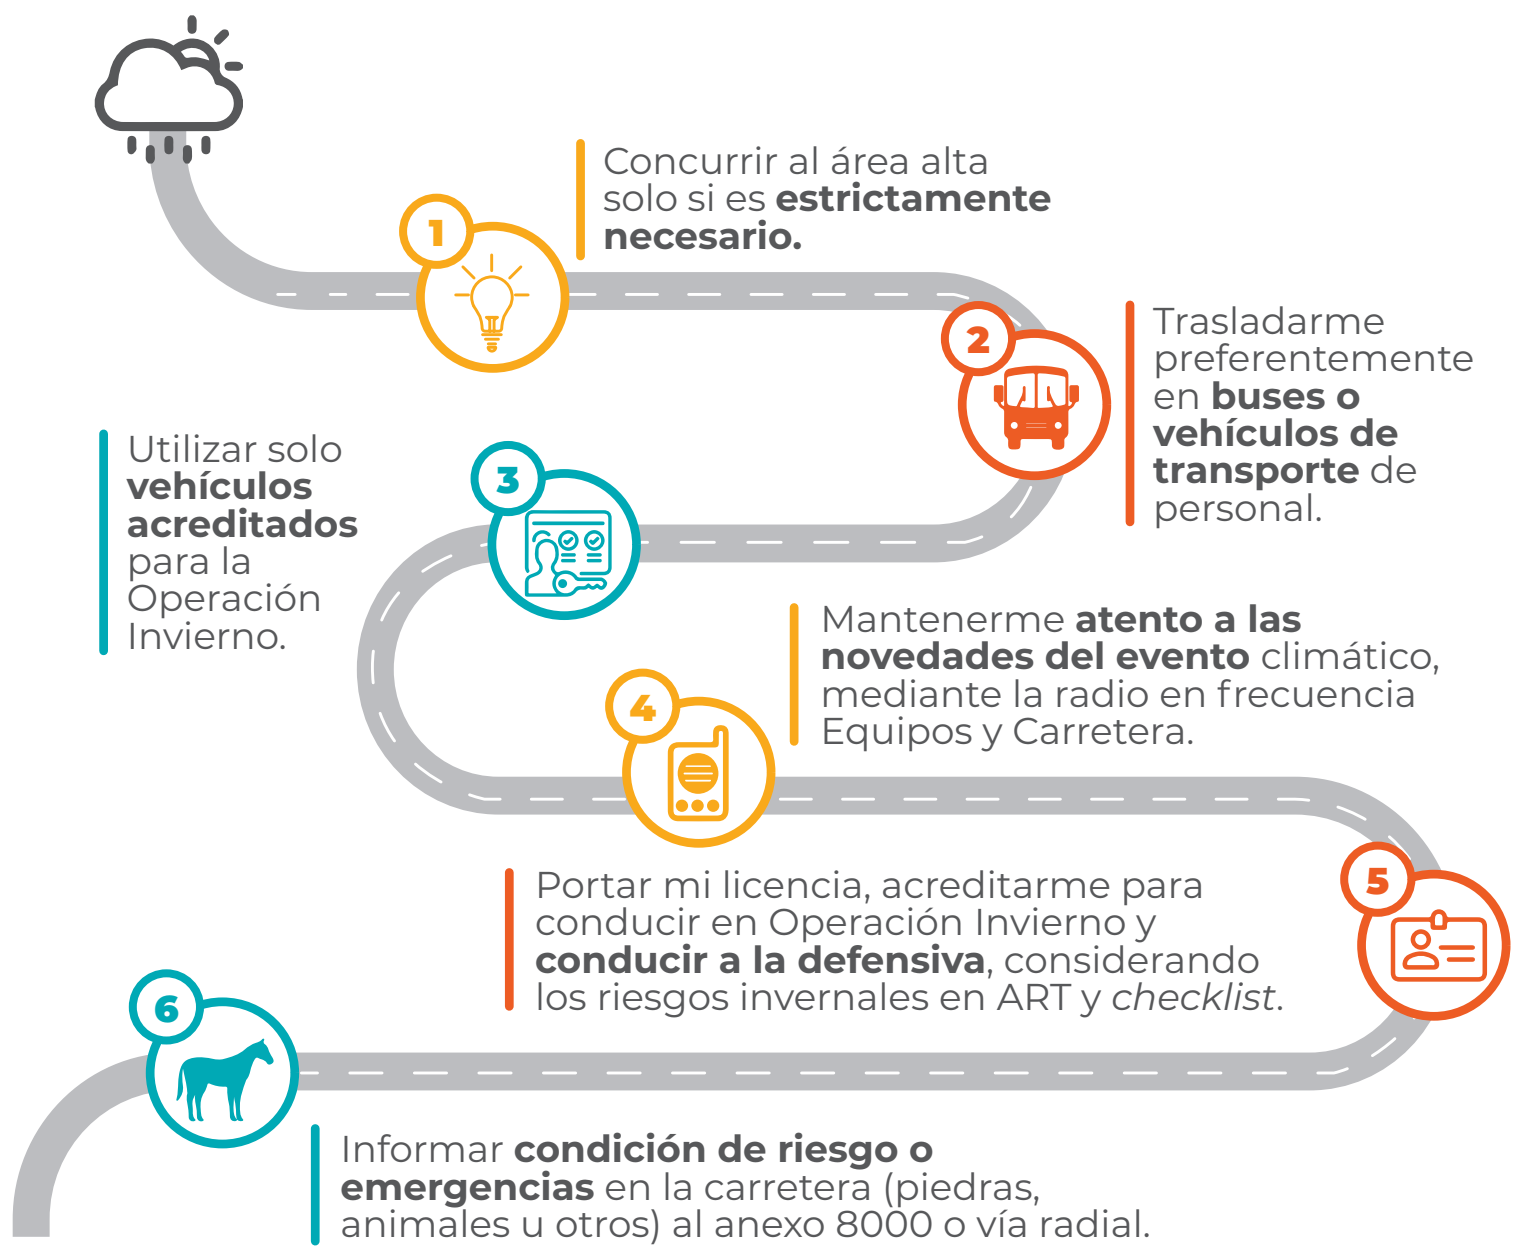 1
Concurrir al área alta
solo si es estrictamente
necesario.
2
Trasladarme
preferentemente
en buses o
vehículos de
transporte de
personal.
3
Utilizar solo
vehículos
acreditados
para la
Operación
Invierno.
4
Mantenerme atento a las
novedades del evento climático,
mediante la radio en frecuencia
Equipos y Carretera.
5
Portar mi licencia, acreditarme para
conducir en Operación Invierno y
conducir a la defensiva, considerando
los riesgos invernales en ART y checklist.
6
Informar condición de riesgo o
emergencias en la carretera (piedras,
animales u otros) al anexo 8000 o vía radial.